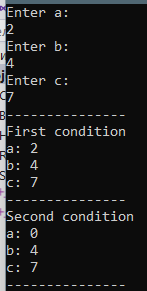 Enter a:
2
Enter b:
4
Enter c:
7
---------------
First condition
a: 2
b: 4
c: 7
---------------
Second condition
a: 0
b: 4
c: 7
---------------